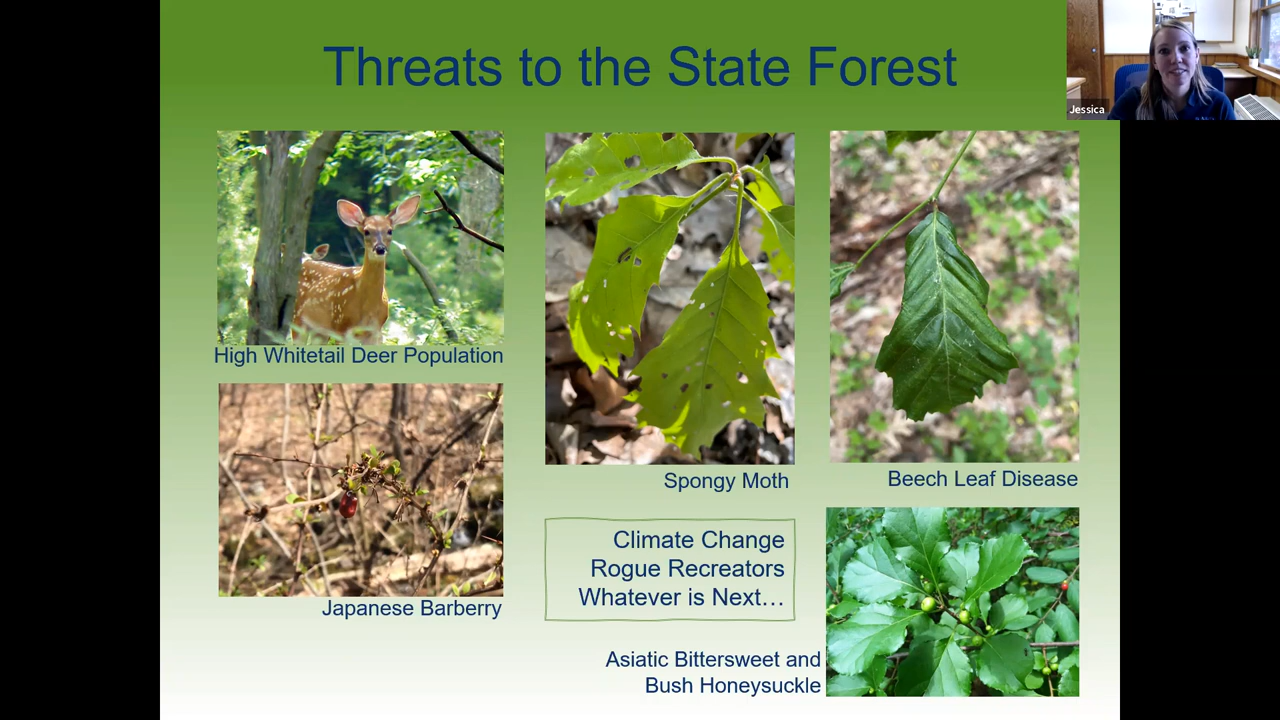 Threats to the State Forest
Jessica
High Whitetail Deer Population
Spongy Moth
Beech Leaf Disease
Climate Change
Rogue Recreators
Whatever is Next…
Japanese Barberry
Asiatic Bittersweet and
Bush Honeysuckle